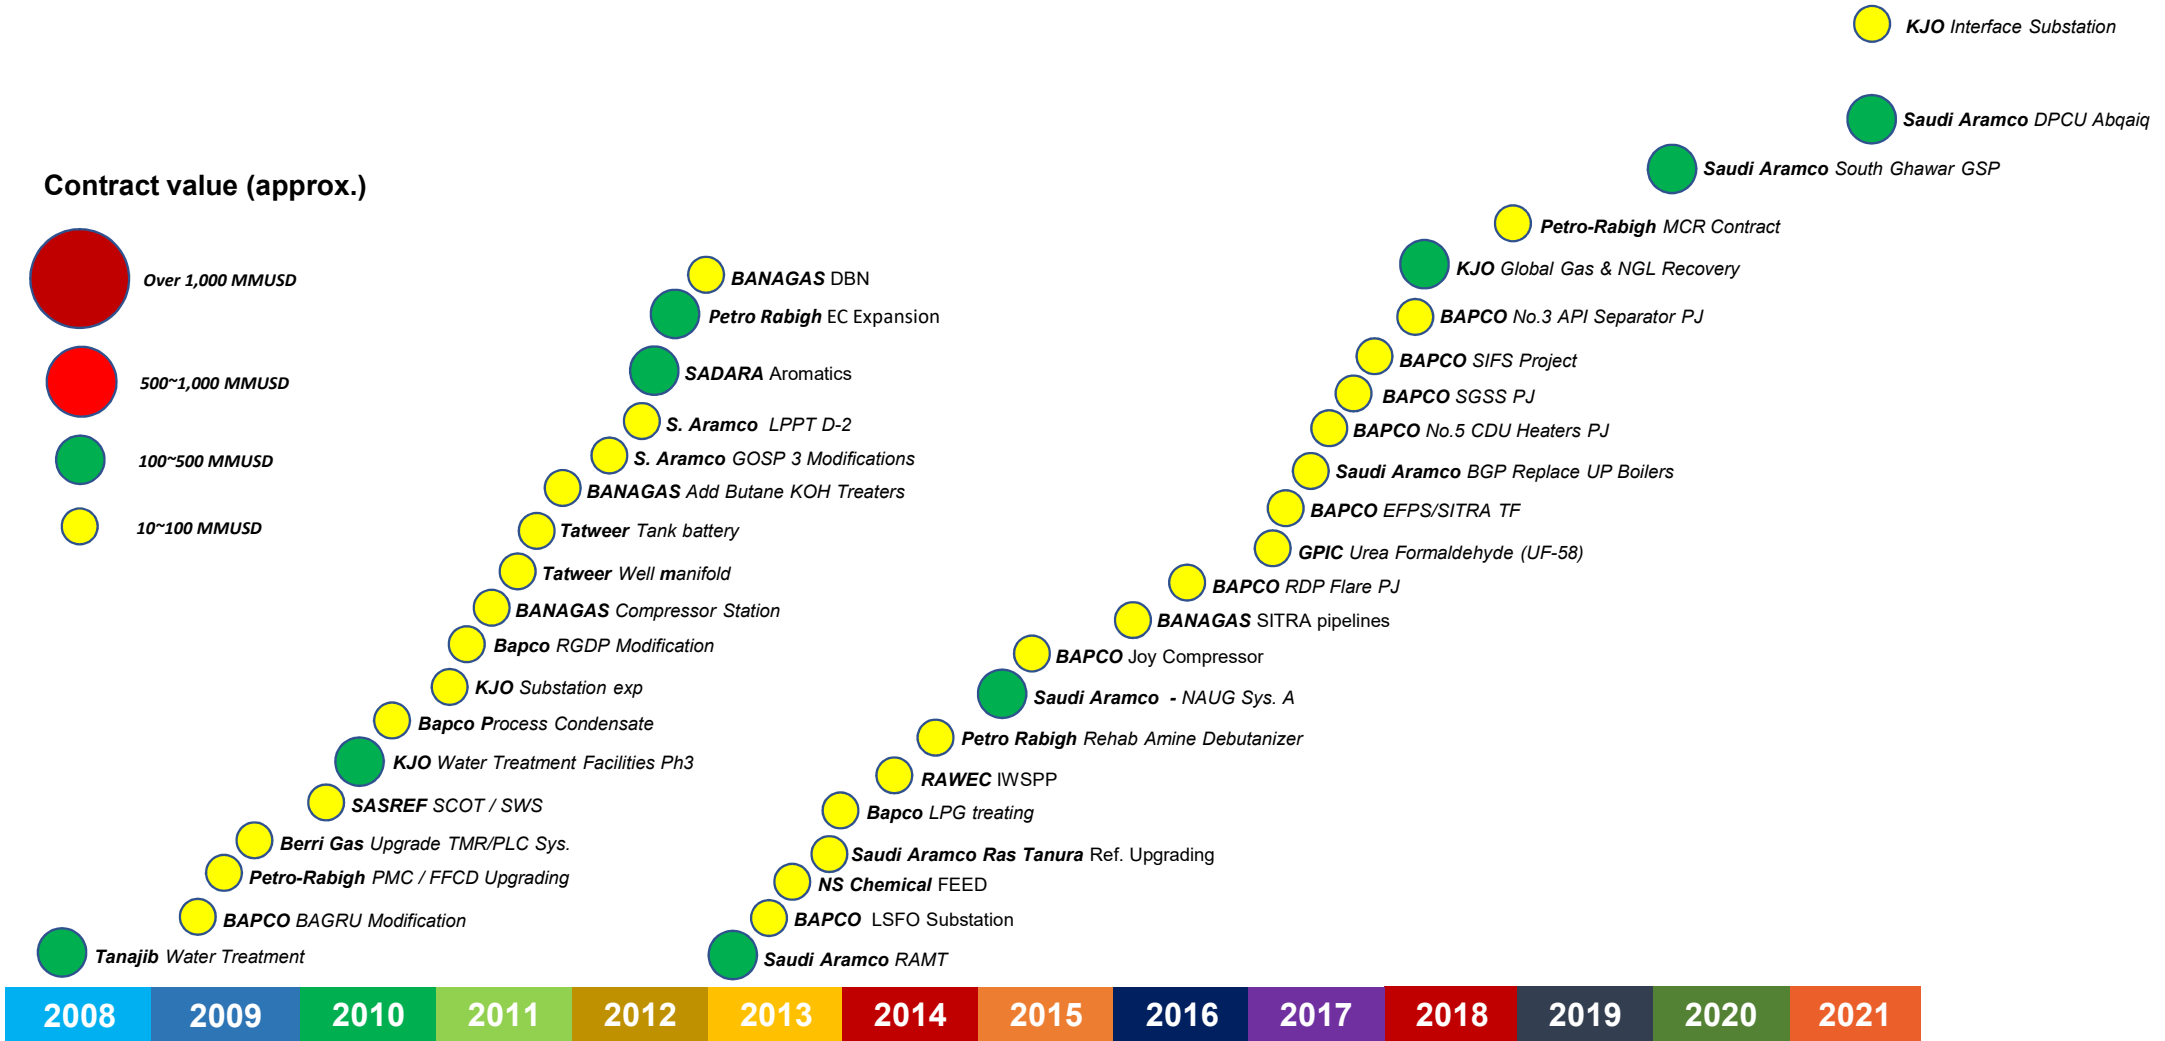 KJO Interface Substation
Saudi Aramco DPCU Abqaiq
Saudi Aramco South Ghawar GSP
Contract value (approx.)
Petro-Rabigh MCR Contract
KJO Global Gas & NGL Recovery
Over 1,000 MMUSD
BANAGAS DBN
Petro Rabigh EC Expansion
BAPCO No.3 API Separator PJ
BAPCO SIFS Project
SADARA Aromatics
500~1,000 MMUSD
BAPCO SGSS PJ
S. Aramco LPPT D-2
BAPCO No.5 CDU Heaters PJ
100~500 MMUSD
S. Aramco GOSP 3 Modifications
Saudi Aramco BGP Replace UP Boilers
BANAGAS Add Butane KOH Treaters
BAPCO EFPS/SITRA TF
10~100 MMUSD
Tatweer Tank battery
GPIC Urea Formaldehyde (UF-58)
Tatweer Well manifold
BAPCO RDP Flare PJ
BANAGAS Compressor Station
BANAGAS SITRA pipelines
Bapco RGDP Modification
BAPCO Joy Compressor
KJO Substation exp
Saudi Aramco - NAUG Sys. A
Bapco Process Condensate
Petro Rabigh Rehab Amine Debutanizer
KJO Water Treatment Facilities Ph3
RAWEC IWSPP
SASREF SCOT / SWS
Bapco LPG treating
Berri Gas Upgrade TMR/PLC Sys.
Saudi Aramco Ras Tanura Ref. Upgrading
Petro-Rabigh PMC / FFCD Upgrading
NS Chemical FEED
BAPCO BAGRU Modification
BAPCO LSFO Substation
Tanajib Water Treatment
Saudi Aramco RAMT
2008 2009 2010 2011 2012 2013 2014 2015 2016 2017 2018 2019 2020 2021